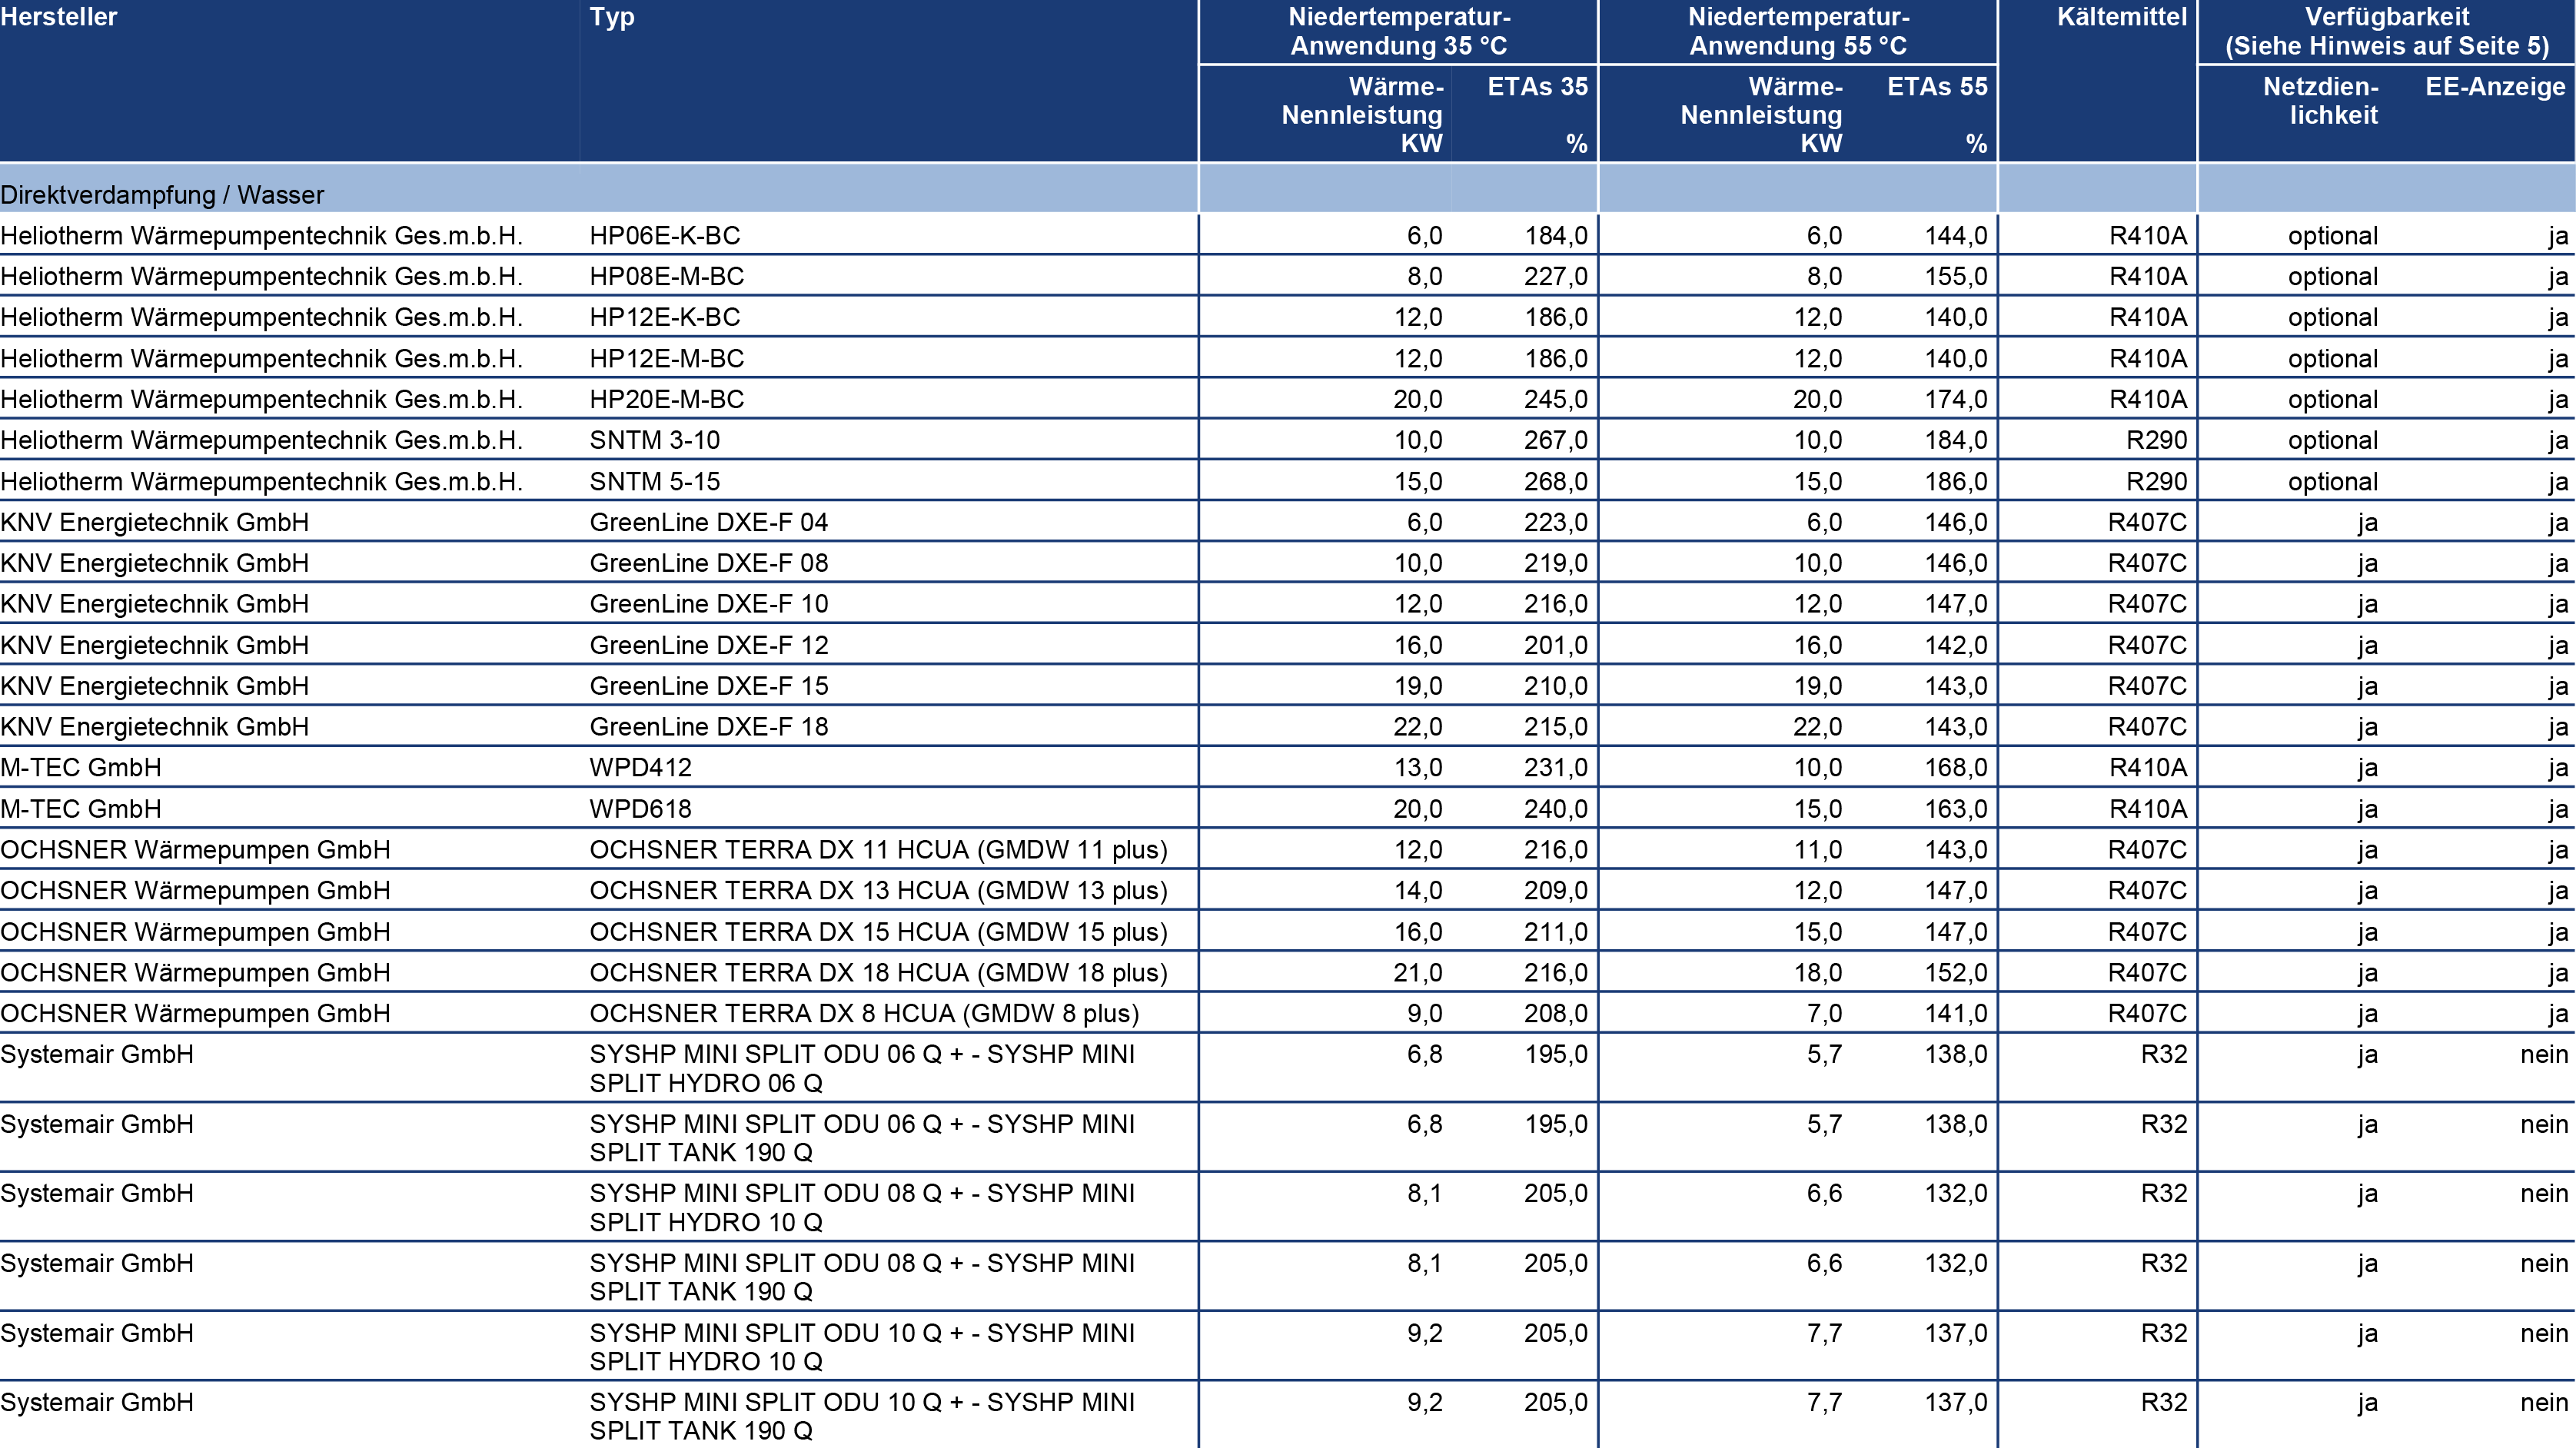 Hersteller Typ Niedertemperatur- Niedertemperatur- Kältemittel Verfügbarkeit
Anwendung 35 °C Anwendung 55 °C (Siehe Hinweis auf Seite 5)
Wärme- ETAs 35 Wärme- ETAs 55 Netzdien- EE-Anzeige
Nennleistung Nennleistung lichkeit
KW % KW %
Direktverdampfung / Wasser
Heliotherm Wärmepumpentechnik Ges.m.b.H. HP06E-K-BC 6,0 184,0 6,0 144,0 R410A optional ja
Heliotherm Wärmepumpentechnik Ges.m.b.H. HP08E-M-BC 8,0 227,0 8,0 155,0 R410A optional ja
Heliotherm Wärmepumpentechnik Ges.m.b.H. HP12E-K-BC 12,0 186,0 12,0 140,0 R410A optional ja
Heliotherm Wärmepumpentechnik Ges.m.b.H. HP12E-M-BC 12,0 186,0 12,0 140,0 R410A optional ja
Heliotherm Wärmepumpentechnik Ges.m.b.H. HP20E-M-BC 20,0 245,0 20,0 174,0 R410A optional ja
Heliotherm Wärmepumpentechnik Ges.m.b.H. SNTM 3-10 10,0 267,0 10,0 184,0 R290 optional ja
Heliotherm Wärmepumpentechnik Ges.m.b.H. SNTM 5-15 15,0 268,0 15,0 186,0 R290 optional ja
KNV Energietechnik GmbH GreenLine DXE-F 04 6,0 223,0 6,0 146,0 R407C ja ja
KNV Energietechnik GmbH GreenLine DXE-F 08 10,0 219,0 10,0 146,0 R407C ja ja
KNV Energietechnik GmbH GreenLine DXE-F 10 12,0 216,0 12,0 147,0 R407C ja ja
KNV Energietechnik GmbH GreenLine DXE-F 12 16,0 201,0 16,0 142,0 R407C ja ja
KNV Energietechnik GmbH GreenLine DXE-F 15 19,0 210,0 19,0 143,0 R407C ja ja
KNV Energietechnik GmbH GreenLine DXE-F 18 22,0 215,0 22,0 143,0 R407C ja ja
M-TEC GmbH WPD412 13,0 231,0 10,0 168,0 R410A ja ja
M-TEC GmbH WPD618 20,0 240,0 15,0 163,0 R410A ja ja
OCHSNER Wärmepumpen GmbH OCHSNER TERRA DX 11 HCUA (GMDW 11 plus) 12,0 216,0 11,0 143,0 R407C ja ja
OCHSNER Wärmepumpen GmbH OCHSNER TERRA DX 13 HCUA (GMDW 13 plus) 14,0 209,0 12,0 147,0 R407C ja ja
OCHSNER Wärmepumpen GmbH OCHSNER TERRA DX 15 HCUA (GMDW 15 plus) 16,0 211,0 15,0 147,0 R407C ja ja
OCHSNER Wärmepumpen GmbH OCHSNER TERRA DX 18 HCUA (GMDW 18 plus) 21,0 216,0 18,0 152,0 R407C ja ja
OCHSNER Wärmepumpen GmbH OCHSNER TERRA DX 8 HCUA (GMDW 8 plus) 9,0 208,0 7,0 141,0 R407C ja ja
Systemair GmbH SYSHP MINI SPLIT ODU 06 Q + - SYSHP MINI 6,8 195,0 5,7 138,0 R32 ja nein
SPLIT HYDRO 06 Q
Systemair GmbH SYSHP MINI SPLIT ODU 06 Q + - SYSHP MINI 6,8 195,0 5,7 138,0 R32 ja nein
SPLIT TANK 190 Q
Systemair GmbH SYSHP MINI SPLIT ODU 08 Q + - SYSHP MINI 8,1 205,0 6,6 132,0 R32 ja nein
SPLIT HYDRO 10 Q
Systemair GmbH SYSHP MINI SPLIT ODU 08 Q + - SYSHP MINI 8,1 205,0 6,6 132,0 R32 ja nein
SPLIT TANK 190 Q
Systemair GmbH SYSHP MINI SPLIT ODU 10 Q + - SYSHP MINI 9,2 205,0 7,7 137,0 R32 ja nein
SPLIT HYDRO 10 Q
Systemair GmbH SYSHP MINI SPLIT ODU 10 Q + - SYSHP MINI 9,2 205,0 7,7 137,0 R32 ja nein
SPLIT TANK 190 Q